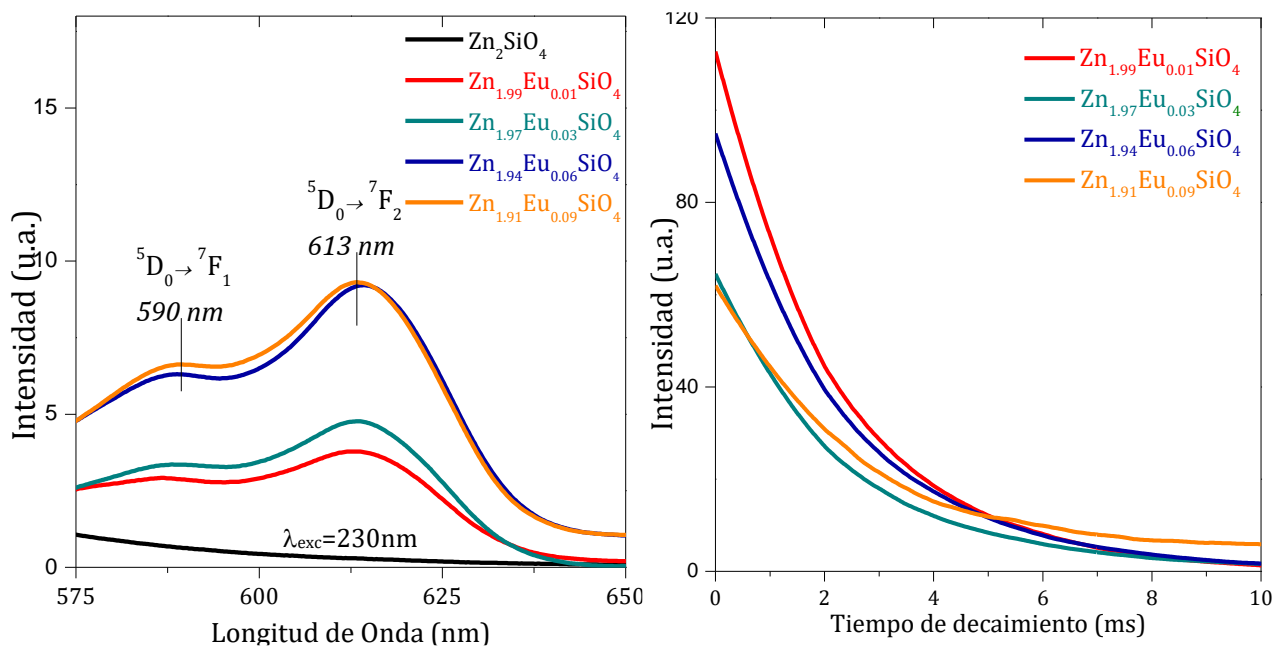 Intensidad (u.a.)
15
10
5
0
Zn2SiO4
Zn1.99Eu0.01SiO4
Zn1.97Eu0.03SiO4
Zn1.94Eu0.06SiO4
Zn1.91Eu0.09SiO4
5D0→7F2
613 nm
5D0→7F1
590 nm
λexc=230nm
575 600 625 650
Longitud de Onda (nm)
Intensidad (u.a.)
120
80
40
0
Zn1.99Eu0.01SiO4
Zn1.97Eu0.03SiO4
Zn1.94Eu0.06SiO4
Zn1.91Eu0.09SiO4
0 2 4 6 8 10
Tiempo de decaimiento (ms)